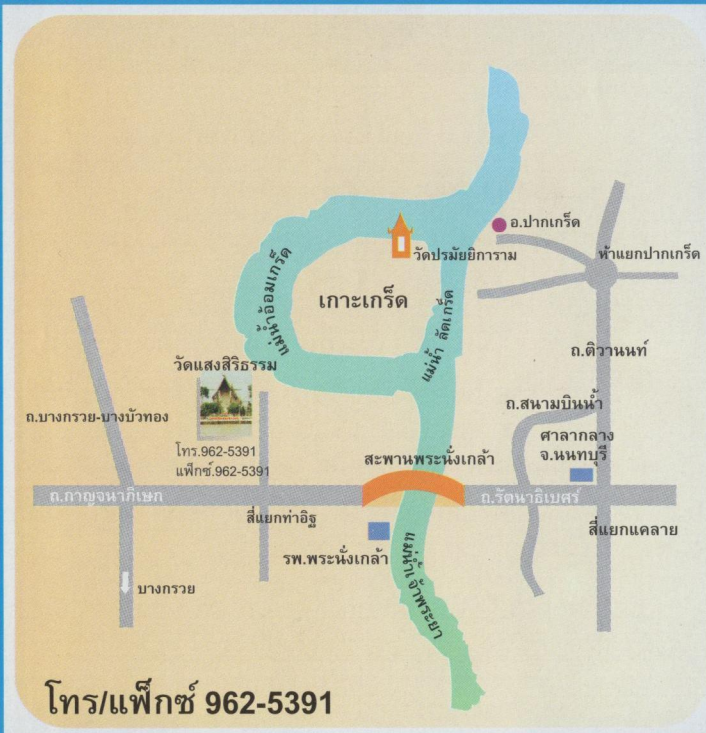 อ.ปากเกร็ด
วัดปรมัยยิการาม
ห้าแยกปากเกร็ด
แม่น้ำอ้อมเกร็ด
เกาะเกร็ด
แม่น้ำ ลัดเกร็ด
ถ.ติวานนท์
วัดแสงสิริธรรม
ถ.บางกรวย-บางบัวทอง
ถ.สนามบินน้ำ
โทร.962-5391
แฟ็กซ์.962-5391
สะพานพระนั่งเกล้า
ศาลากลาง
จ.นนทบุรี
ถ.กาญจนาภิเษก
ถ.รัตนาธิเบศร์
สี่แยกท่าอิฐ
สี่แยกแคลาย
รพ.พระนั่งเกล้า
แม่น้ำเจ้าพระยา
บางกรวย
โทร/แฟ็กซ์ 962-5391